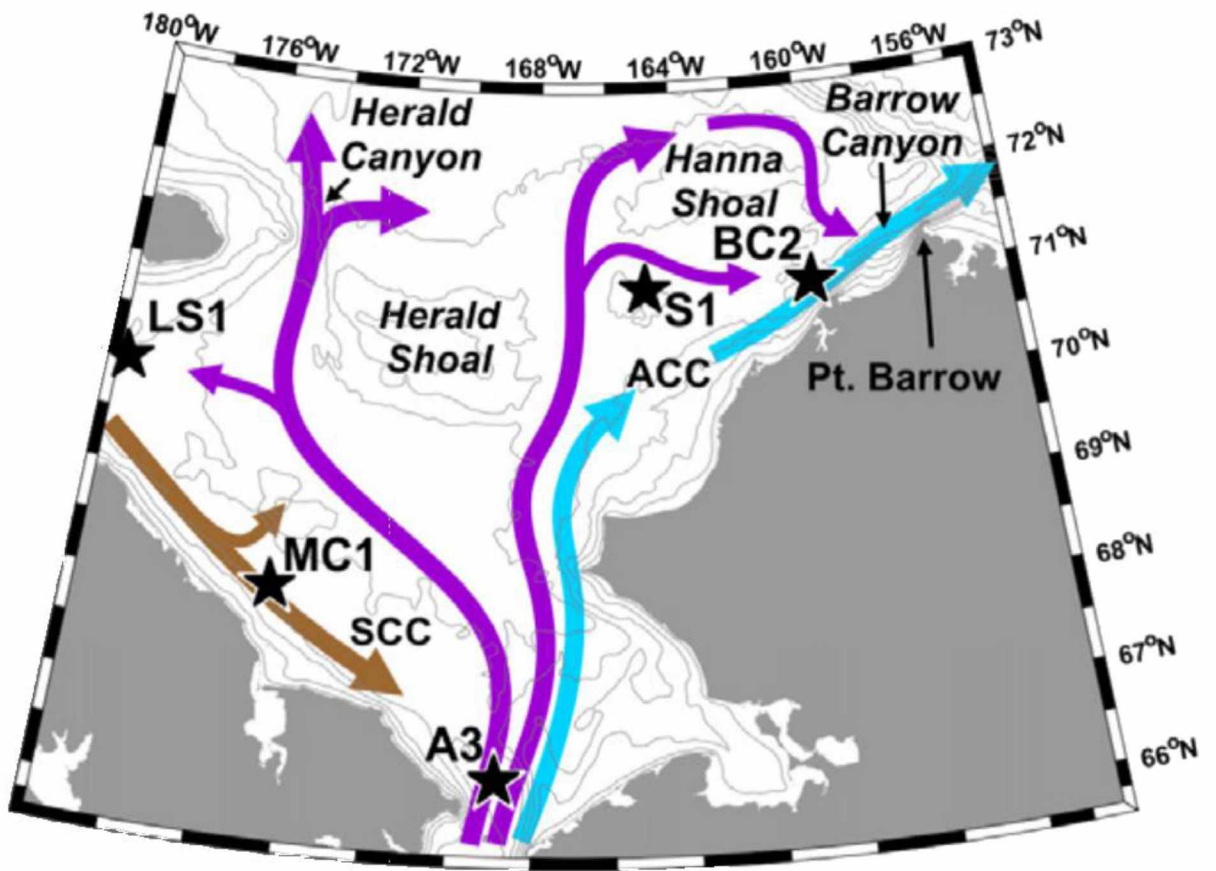 180°W
176°W
172°W
168°W
164°W
160°W
156°W
73°N
Herald
Canyon
Barrow
Canyon
Hanna
Shoal
72°N
BC2
71°N
LS1
S1
Herald
Shoal
ACC
Pt. Barrow
70°N
69°N
MC1
68°N
SCC
67°N
A3
66°N